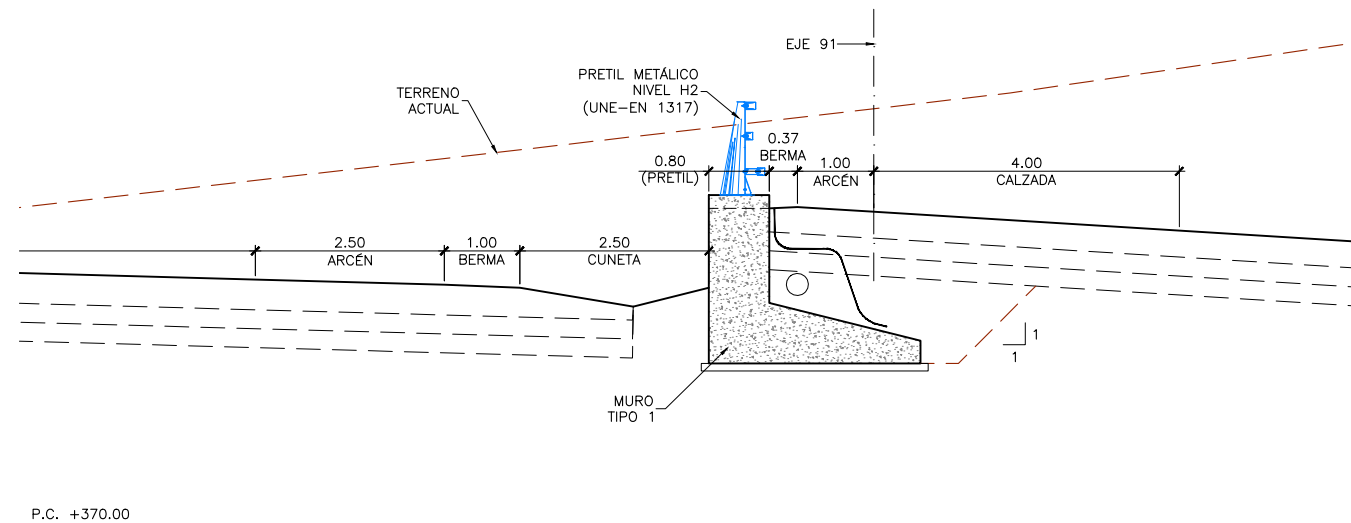 EJE 91
PRETIL METÁLICO
NIVEL H2
(UNE-EN 1317)
TERRENO
ACTUAL
0.37
BERMA
0.80
(PRETIL)
1.00
ARCÉN
4.00
CALZADA
2.50
ARCÉN
1.00
BERMA
2.50
CUNETA
1
1
MURO
TIPO 1
P.C. +370.00